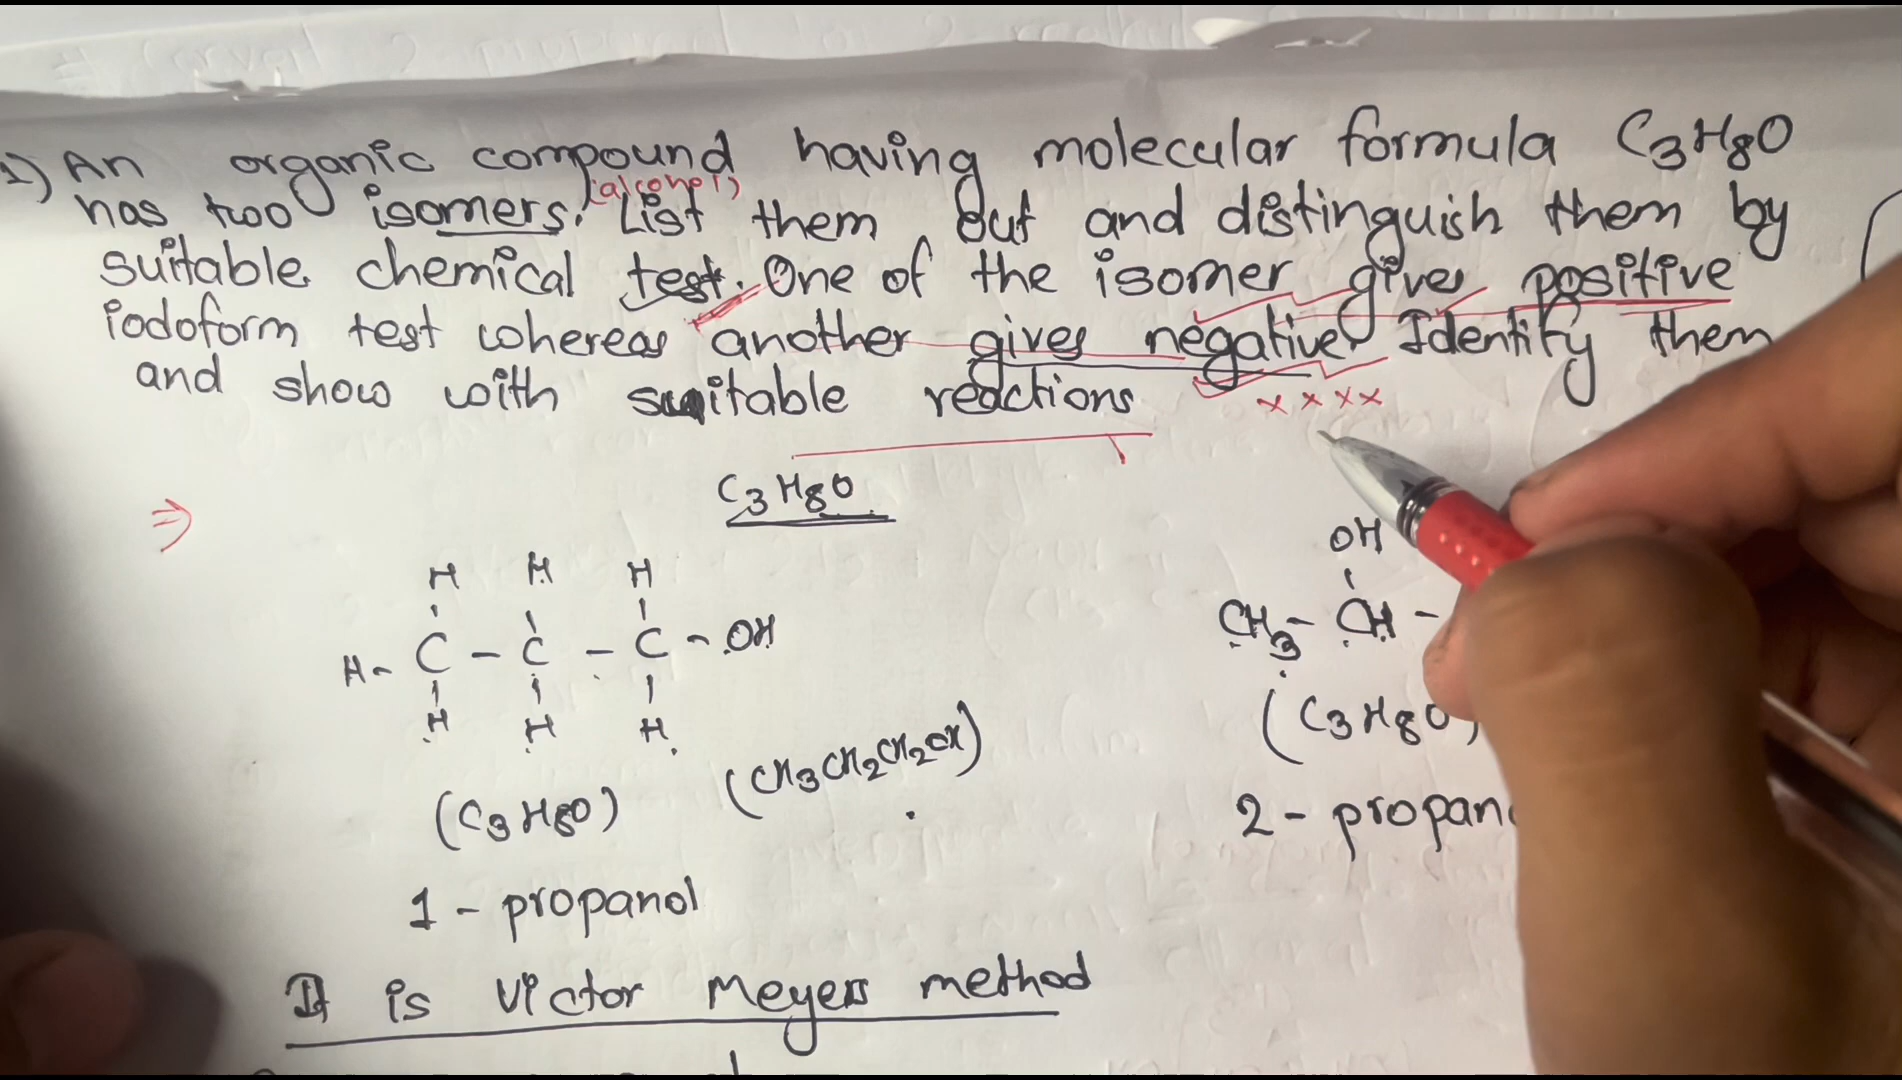 1) An organic compound having molecular formula C3H8O
(alcohol)
has two isomers. List them out and distinguish them by
suitable chemical test. One of the isomer gives positive
iodoform test whereas another gives negative. Identify them
and show with suitable reactions
x x x x
⇒ C3H8O
OH
H H H
H - C - C - C - OH
CH3 - CH -
H H H
(C3H8O) (CH3CH2CH2OH)
(C3H8O)
1 - propanol
2 - propan
It is Victor Meyers method